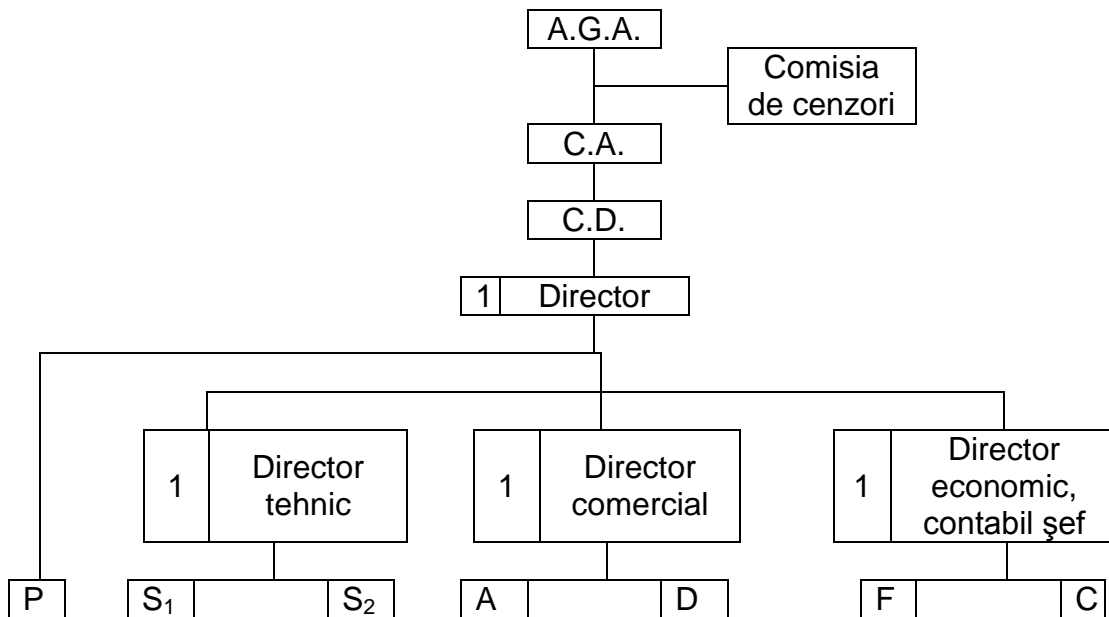 A.G.A.
Comisia
de cenzori
C.A.
C.D.
1 Director
1 Director
tehnic
1 Director
comercial
1 Director
economic,
contabil şef
P S₁ S₂ A D F C